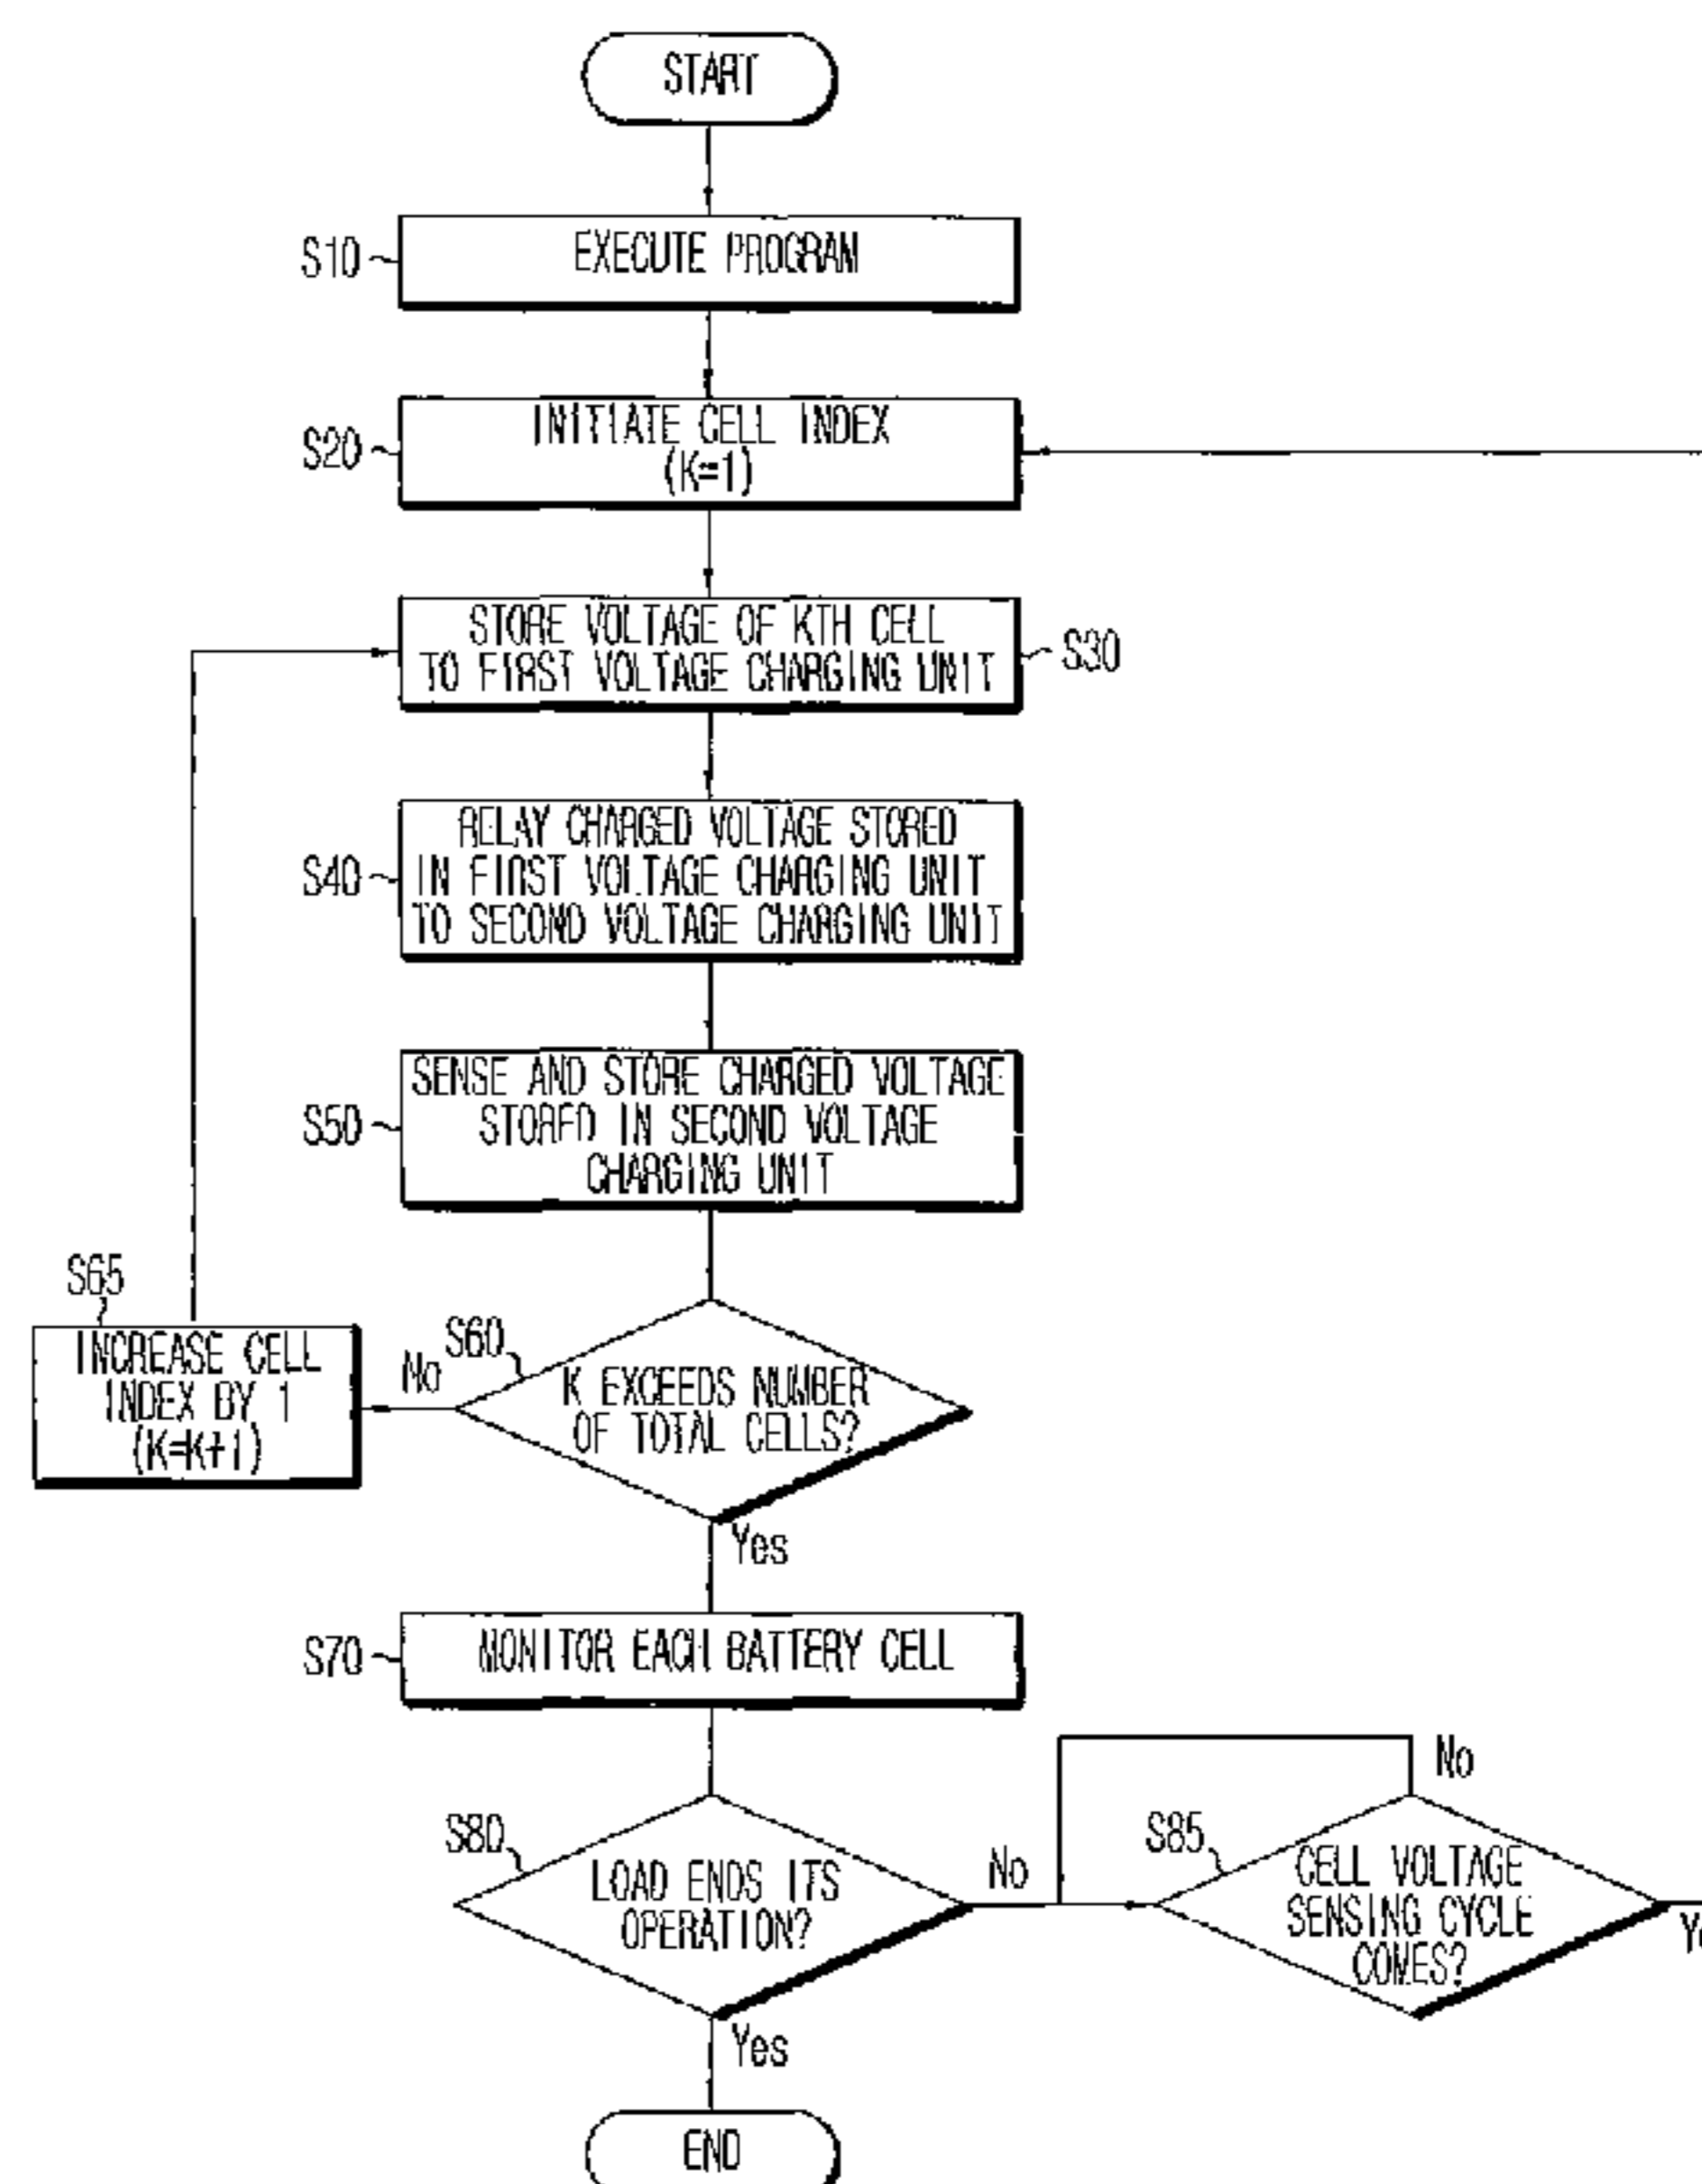 START
S10
EXECUTE PROGRAM
S20
INITIATE CELL INDEX
(K=1)
STORE VOLTAGE OF KTH CELL
TO FIRST VOLTAGE CHARGING UNIT
S30
S40
RELAY CHARGED VOLTAGE STORED
IN FIRST VOLTAGE CHARGING UNIT
TO SECOND VOLTAGE CHARGING UNIT
S50
SENSE AND STORE CHARGED VOLTAGE
STORED IN SECOND VOLTAGE
CHARGING UNIT
S65
INCREASE CELL
INDEX BY 1
(K=K+1)
No
S60
K EXCEEDS NUMBER
OF TOTAL CELLS?
Yes
S70
MONITOR EACH BATTERY CELL
S80
LOAD ENDS ITS
OPERATION?
No
No
S85
CELL VOLTAGE
SENSING CYCLE
COMES?
Yes
END